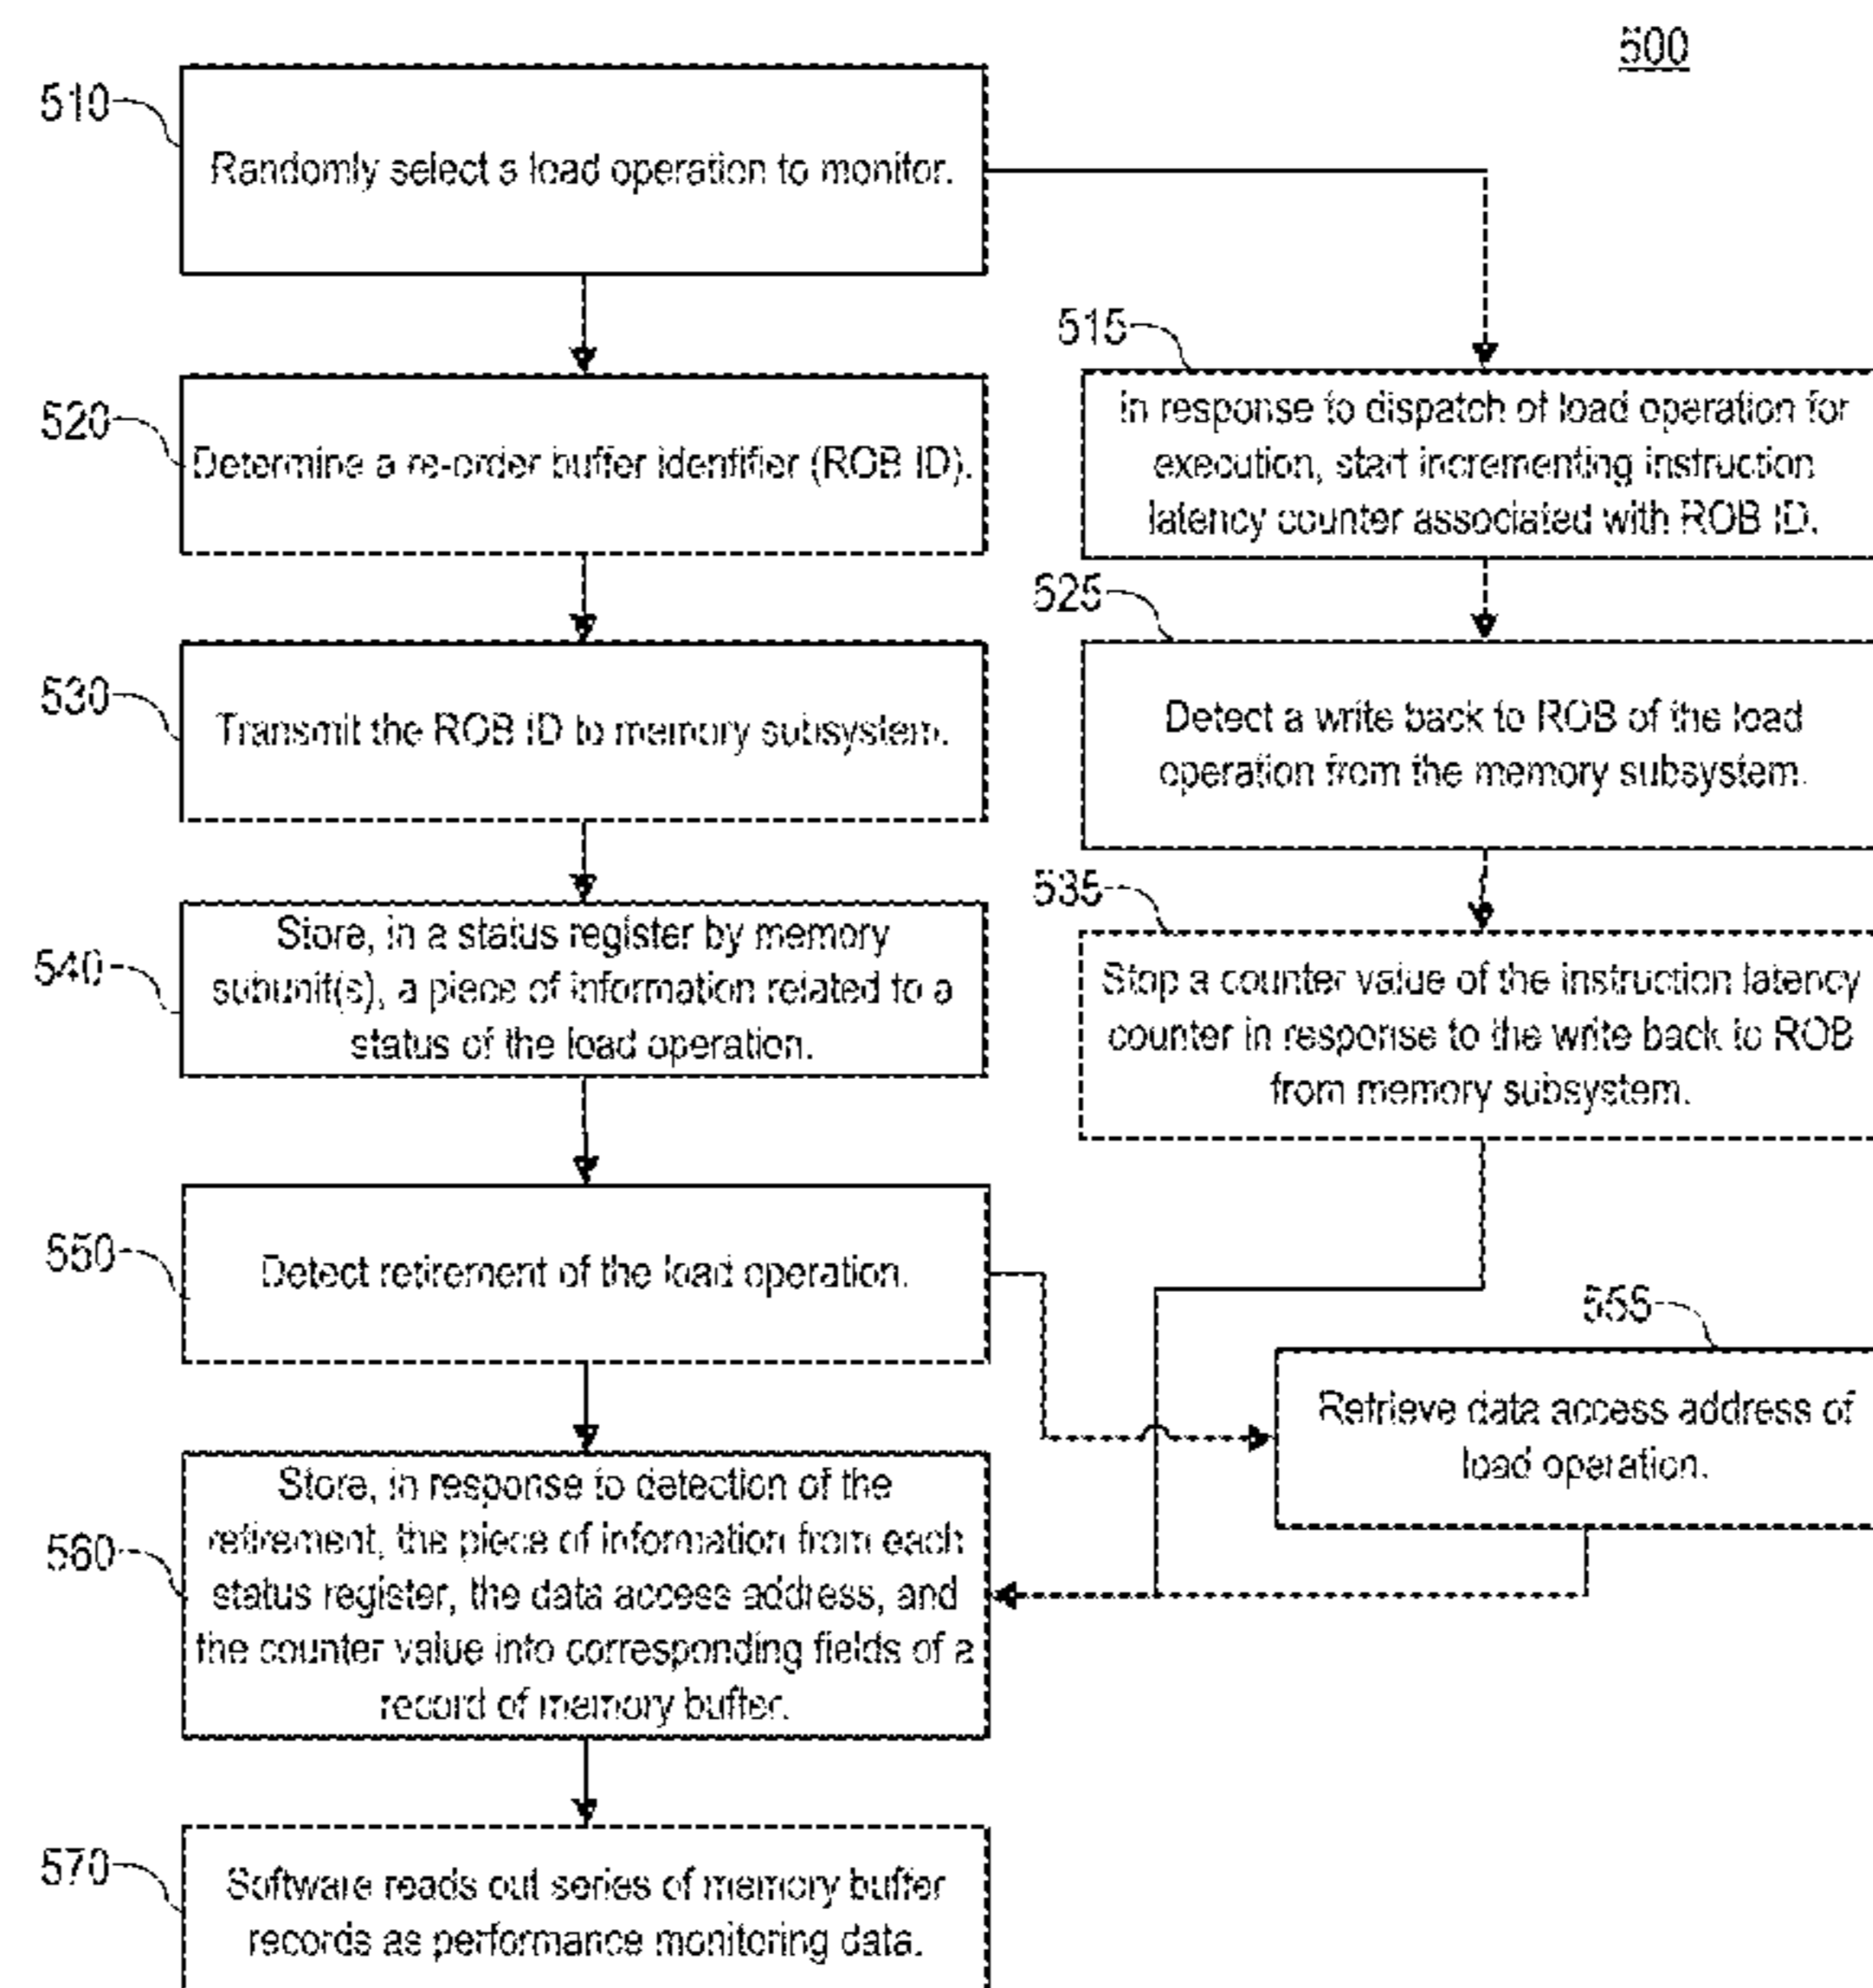 500
510
Randomly select a load operation to monitor.
515
In response to dispatch of load operation for
execution, start incrementing instruction
latency counter associated with ROB ID.
520
Determine a re-order buffer identifier (ROB ID).
525
Detect a write back to ROB of the load
operation from the memory subsystem.
530
Transmit the ROB ID to memory subsystem.
535
Stop a counter value of the instruction latency
counter in response to the write back to ROB
from memory subsystem.
540
Store, in a status register by memory
subunit(s), a piece of information related to a
status of the load operation.
550
Detect retirement of the load operation.
555
Retrieve data access address of
load operation.
560
Store, in response to detection of the
retirement, the piece of information from each
status register, the data access address, and
the counter value into corresponding fields of a
record of memory buffer.
570
Software reads out series of memory buffer
records as performance monitoring data.